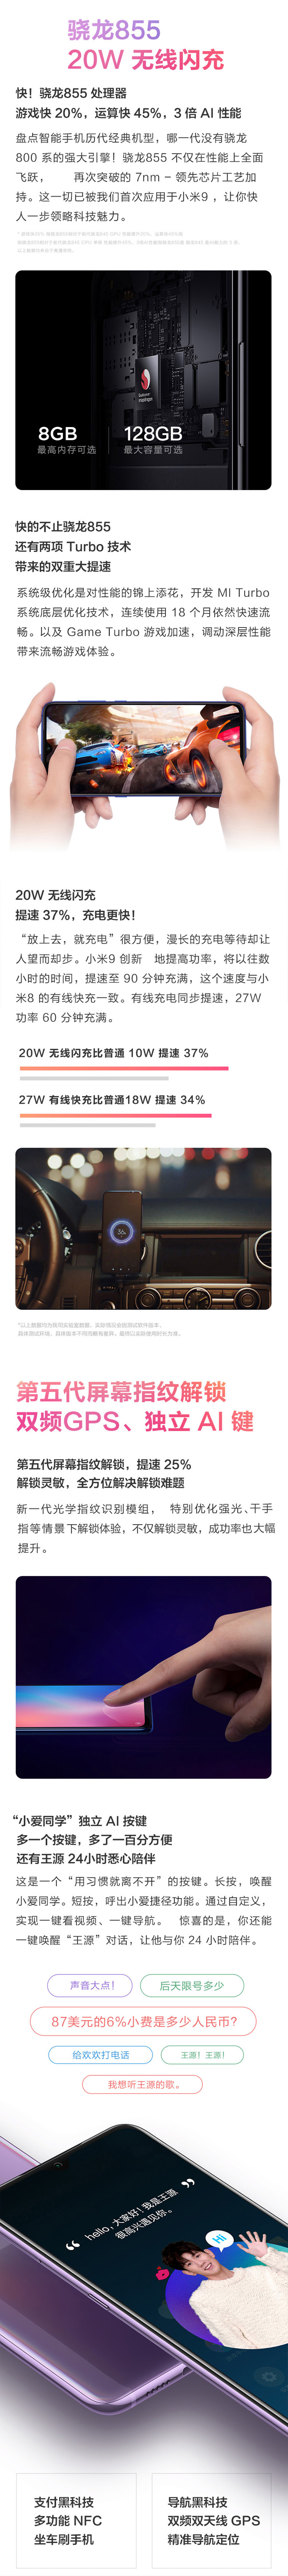 骁龙855
20W 无线闪充
快！骁龙855 处理器
游戏快 20%，运算快 45%，3 倍 AI 性能
盘点智能手机历代经典机型，哪一代没有骁龙
800 系的强大引擎！骁龙855 不仅在性能上全面
飞跃， 再次突破的 7nm - 领先芯片工艺加
持。这一切已被我们首次应用于小米9 ，让你快
人一步领略科技魅力。
8GB
最高内存可选
128GB
最大容量可选
快的不止骁龙855
还有两项 Turbo 技术
带来的双重大提速
系统级优化是对性能的锦上添花，开发 MI Turbo
系统底层优化技术，连续使用 18 个月依然快速流
畅。以及 Game Turbo 游戏加速，调动深层性能
带来流畅游戏体验。
20W 无线闪充
提速 37%，充电更快！
“放上去，就充电”很方便，漫长的充电等待却让
人望而却步。小米9 创新 地提高功率，将以往数
小时的时间，提速至 90 分钟充满，这个速度与小
米8 的有线快充一致。有线充电同步提速，27W
功率 60 分钟充满。
20W 无线闪充比普通 10W 提速 37%
27W 有线快充比普通18W 提速 34%
第五代屏幕指纹解锁
双频GPS、独立 AI 键
第五代屏幕指纹解锁，提速 25%
解锁灵敏，全方位解决解锁难题
新一代光学指纹识别模组， 特别优化强光、干手
指等情景下解锁体验，不仅解锁灵敏，成功率也大幅
提升。
“小爱同学”独立 AI 按键
多一个按键，多了一百分方便
还有王源 24小时悉心陪伴
这是一个“用习惯就离不开”的按键。长按，唤醒
小爱同学。短按，呼出小爱捷径功能。通过自定义，
实现一键看视频、一键导航。 惊喜的是，你还能
一键唤醒“王源”对话，让他与你 24 小时陪伴。
声音大点！
后天限号多少
87美元的6%小费是多少人民币？
给欢欢打电话
王源！王源！
我想听王源的歌。
hello，大家好！我是王源
很高兴遇见你。
Hi
支付黑科技
多功能 NFC
坐车刷手机
导航黑科技
双频双天线 GPS
精准导航定位